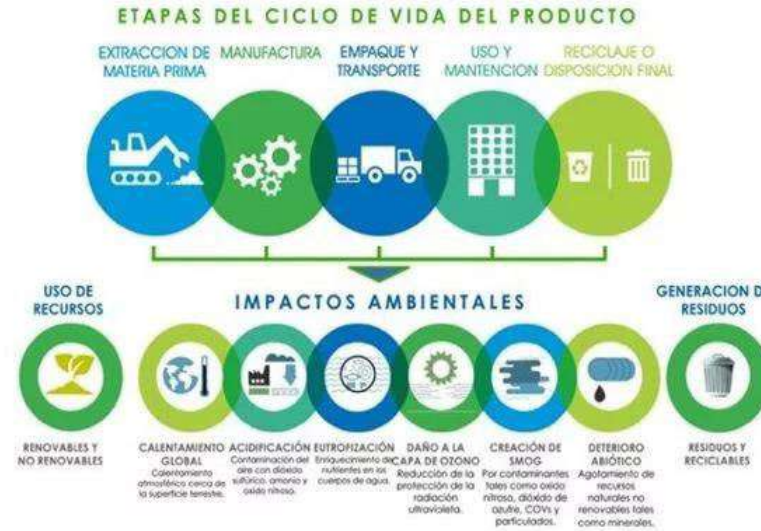 ETAPAS DEL CICLO DE VIDA DEL PRODUCTO
EXTRACCION DE
MATERIA PRIMA
MANUFACTURA
EMPAQUE Y
TRANSPORTE
USO Y
MANTENCION
RECICLAJE O
DISPOSICION FINAL
USO DE
RECURSOS
IMPACTOS AMBIENTALES
GENERACION D
RESIDUOS
RENOVABLES Y
NO RENOVABLES
CALENTAMIENTO
GLOBAL
Calentamiento
atmosférico cerca de
la superficie terrestre.
ACIDIFICACIÓN
Contaminación del
aire con dióxido
sulfúrico, amonio y
oxido nitroso.
EUTROFIZACIÓN
Enriquecimiento de
nutrientes en los
cuerpos de agua.
DAÑO A LA
CAPA DE OZONO
Reducción de la
protección de la
radiación
ultravioleta.
CREACIÓN DE
SMOG
Por contaminantes
tales como oxido
nitroso, dióxido de
azufre, COVs y
particulados.
DETERIORO
ABIÓTICO
Agotamiento de
recursos
naturales no
renovables tales
como minerales.
RESIDUOS Y
RECICLABLES